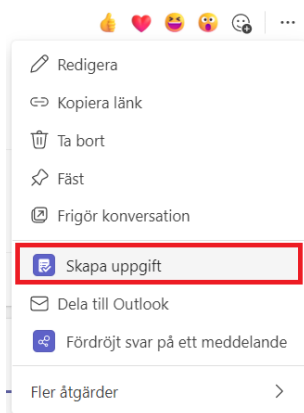 Redigera
Kopiera länk
Ta bort
Fäst
Frigör konversation
Skapa uppgift
Dela till Outlook
Fördröjt svar på ett meddelande
Fler åtgärder